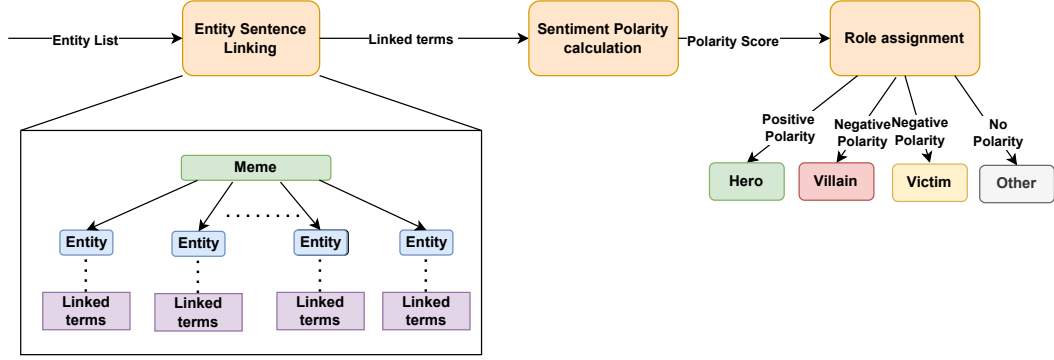 Entity List
Entity Sentence
Linking
Linked terms
Sentiment Polarity
calculation
Polarity Score
Role assignment
Positive
Polarity
Negative
Polarity
Negative
Polarity
No
Polarity
Hero
Villain
Victim
Other
Meme
Entity
Entity
Entity
Entity
Linked
terms
Linked
terms
Linked
terms
Linked
terms